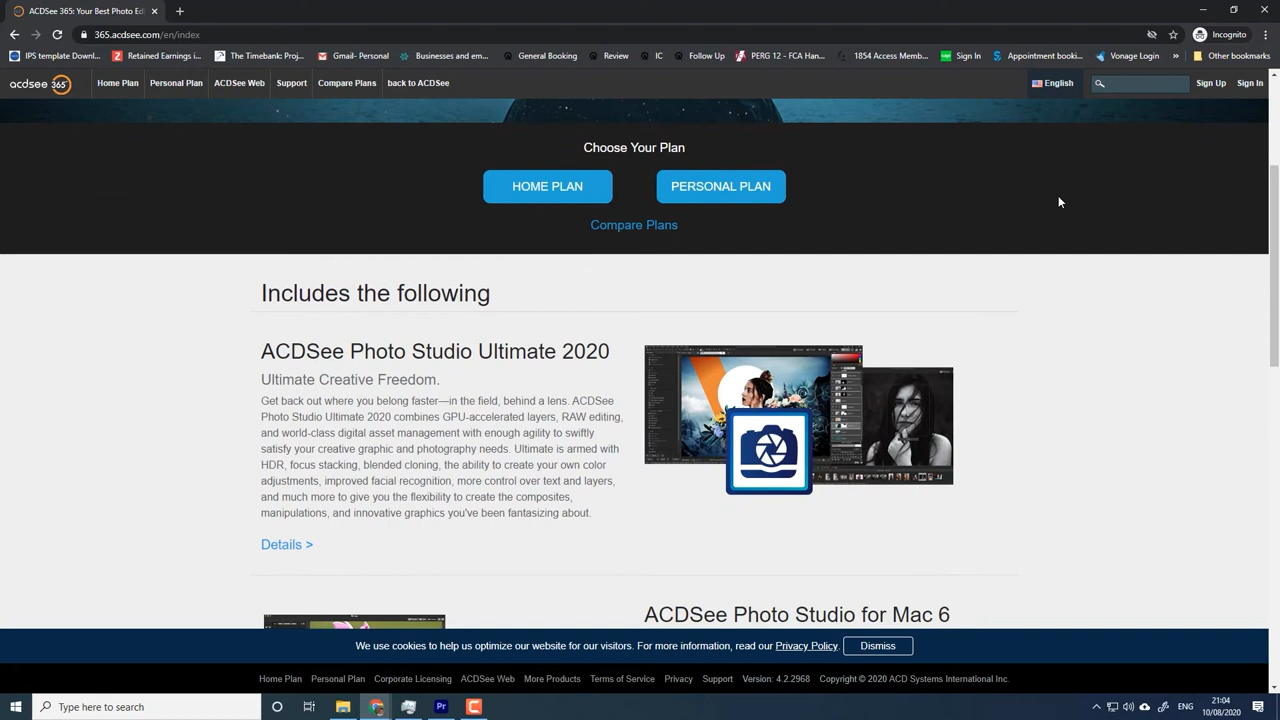 ACDSee 365: Your Best Photo Edi
Incognito
365.acdsee.com/en/index
IPS template Downl...
Retained Earnings i...
The Timebank: Projec...
Gmail- Personal
Businesses and em...
Growth
Review
IC
Follow Up
PERG 12 - FCA Han...
1854 Access Memb...
Sign In
Appointment booki...
Vonage Login
»
Other bookmarks
acdsee 365
Home Plan
Personal Plan
ACDSee Web
Support
Compare Plans
back to ACDSee
English
Sign Up
Sign In
Choose Your Plan
HOME PLAN
PERSONAL PLAN
Compare Plans
Includes the following
ACDSee Photo Studio Ultimate 2020
Ultimate Creative Freedom.
Get back out where you belong faster—in the field, behind a lens. ACDSee
Photo Studio Ultimate 2020 combines GPU-accelerated layers, RAW editing,
and world-class digital asset management with enough agility to swiftly
satisfy your creative graphic and photography needs. Ultimate is armed with
HDR, focus stacking, blended cloning, the ability to create your own color
adjustments, improved facial recognition, more control over text and layers,
and much more to give you the flexibility to create the composites,
manipulations, and innovative graphics you've been fantasizing about.
Details >
ACDSee Photo Studio for Mac 6
We use cookies to help us optimize our website for our visitors. For more information, read our Privacy Policy.
Dismiss
Home Plan
Personal Plan
Corporate Licensing
ACDSee Web
More Products
Terms of Service
Privacy
Support
Version: 4.2.2968
Copyright © 2020 ACD Systems International Inc.
Type here to search
Pr
ENG
21:04
10/08/2020